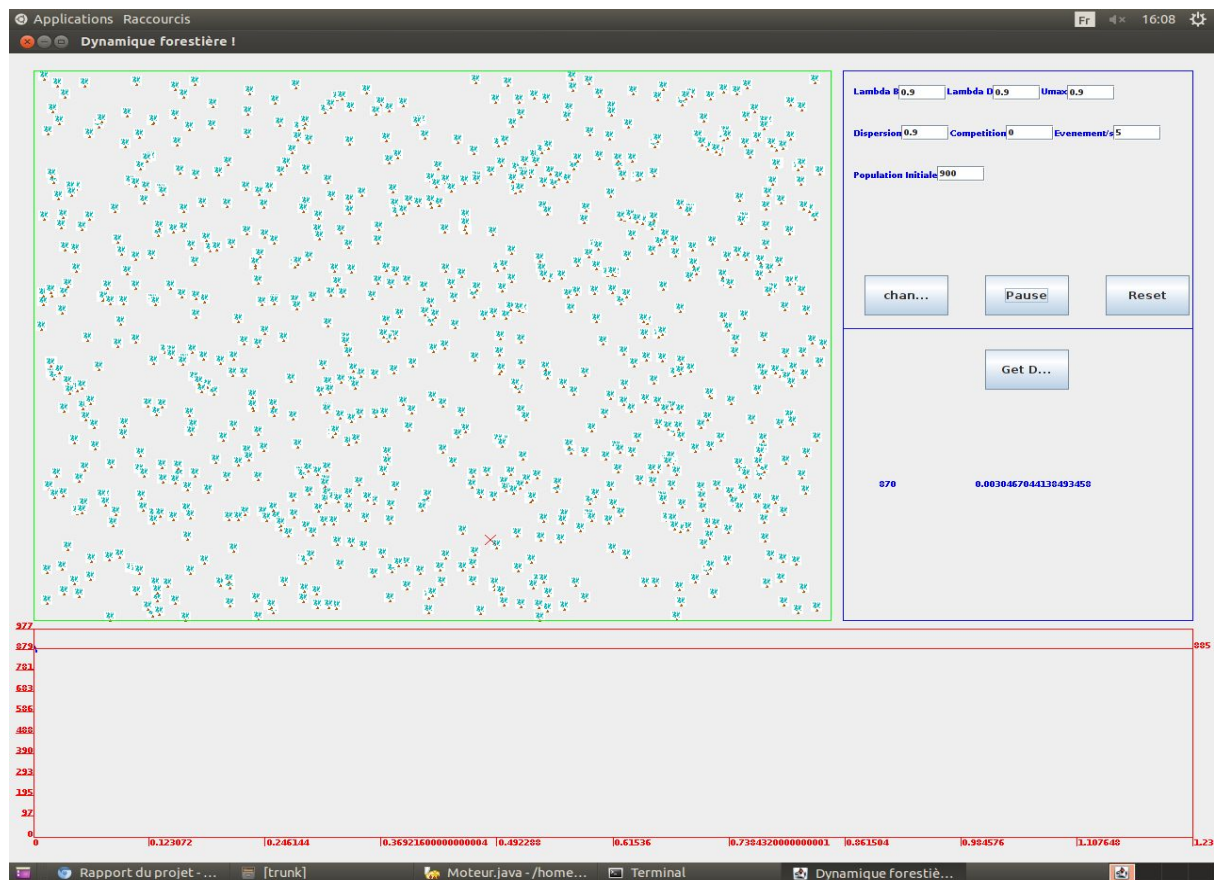 Applications Raccourcis
Fr
16:08
Dynamique forestière !
Lambda B 0.9 Lambda D 0.9 Umax 0.9
Dispersion 0.9 Competition 0 Evenement/s 5
Population Initiale 900
chan... Pause Reset
Get D...
870 0.0030467044138493458
977
879
885
781
683
586
488
390
293
195
97
0
0 0.123072 0.246144 0.36921600000000004 0.492288 0.61536 0.7384320000000001 0.861504 0.984576 1.107648 1.23
Rapport du projet - ... [trunk] Moteur.java - /home... Terminal Dynamique forestiè...